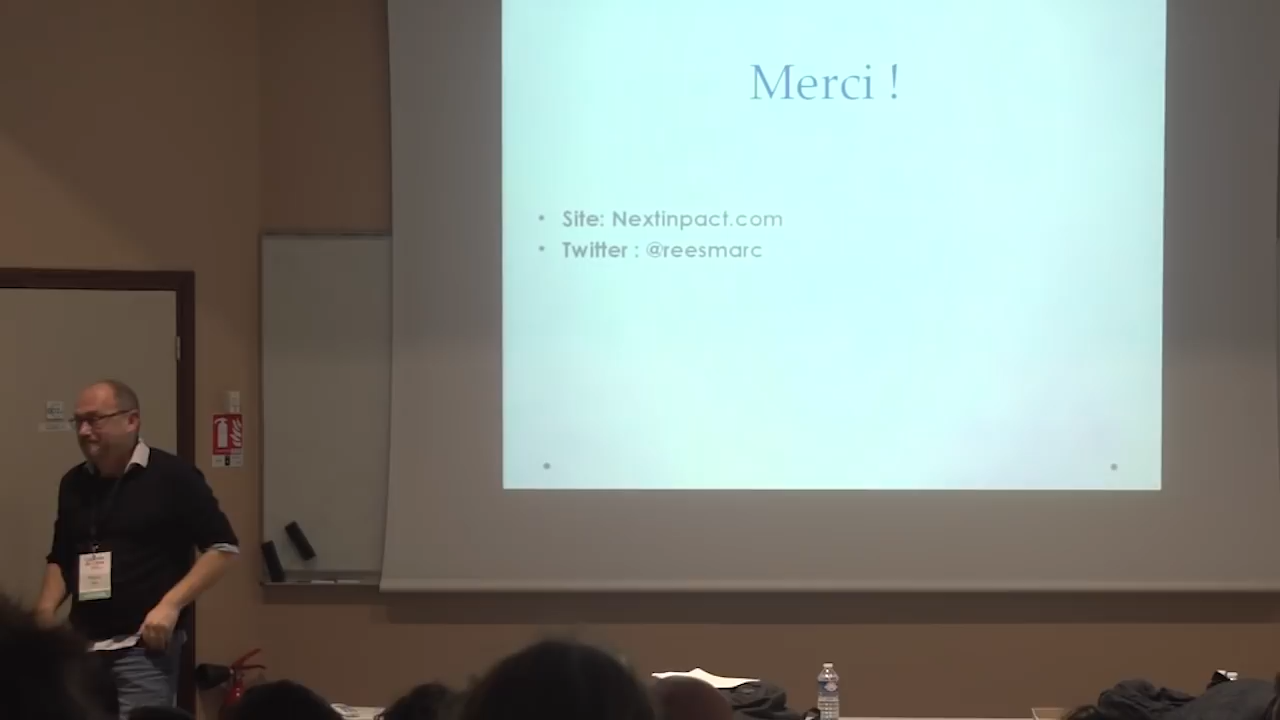 Merci !
• Site: Nextinpact.com
• Twitter : @reesmarc